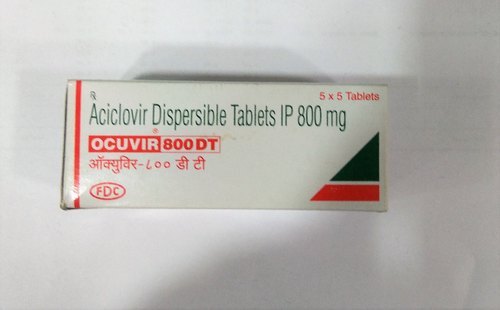 ℞ 5 x 5 Tablets
Aciclovir Dispersible Tablets IP 800 mg
OCUVIR® 800 DT
ऑक्युविर-८०० डी टी
FDC